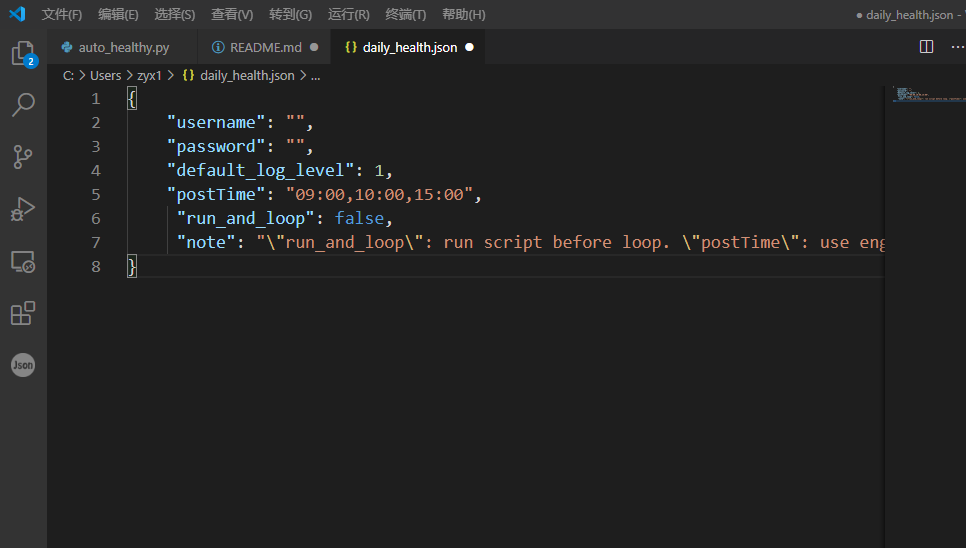 文件(F) 编辑(E) 选择(S) 查看(V) 转到(G) 运行(R) 终端(T) 帮助(H) ● daily_health.json -
2 auto_healthy.py README.md ● {} daily_health.json ●
C: > Users > zyx1 > {} daily_health.json > ...
1 {
2 "username": "",
3 "password": "",
4 "default_log_level": 1,
5 "postTime": "09:00,10:00,15:00",
6 "run_and_loop": false,
7 "note": "\"run_and_loop\": run script before loop. \"postTime\": use eng
8 }
Json